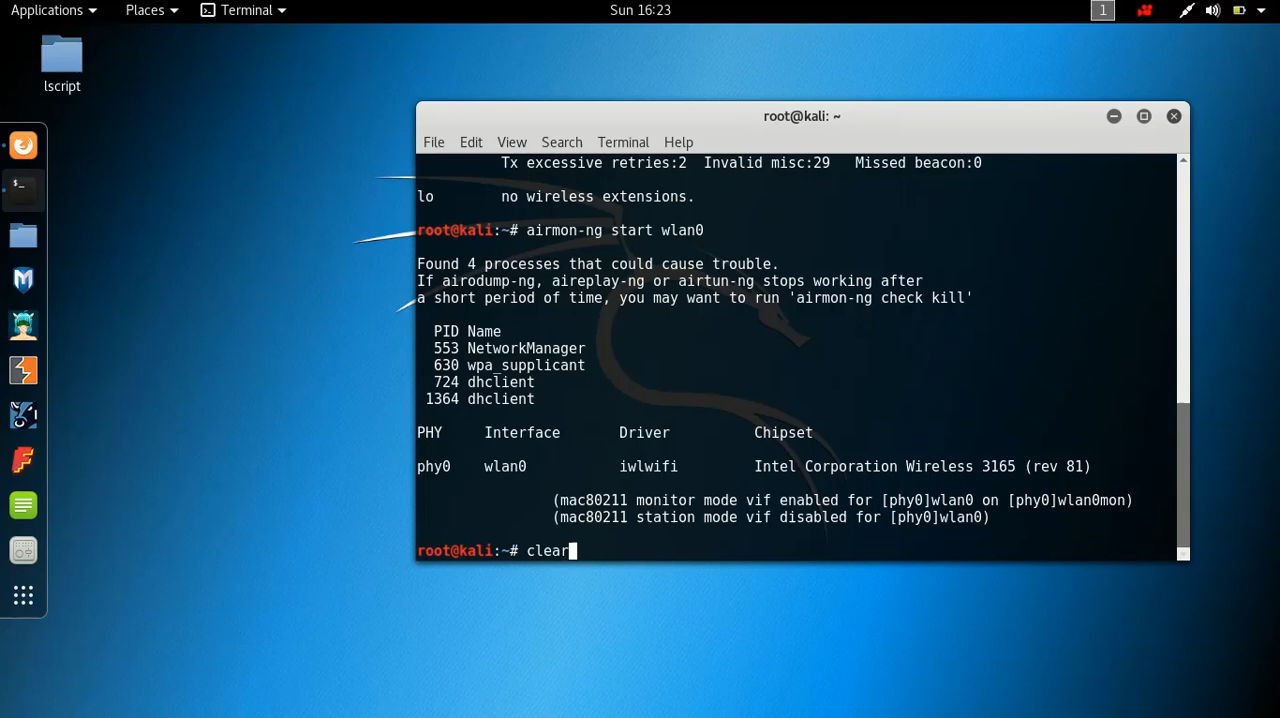 Applications Places Terminal Sun 16:23 1
lscript
root@kali: ~
File Edit View Search Terminal Help
Tx excessive retries:2 Invalid misc:29 Missed beacon:0
lo no wireless extensions.
root@kali:~# airmon-ng start wlan0
Found 4 processes that could cause trouble.
If airodump-ng, aireplay-ng or airtun-ng stops working after
a short period of time, you may want to run 'airmon-ng check kill'
PID Name
553 NetworkManager
630 wpa_supplicant
724 dhclient
1364 dhclient
PHY Interface Driver Chipset
phy0 wlan0 iwlwifi Intel Corporation Wireless 3165 (rev 81)
(mac80211 monitor mode vif enabled for [phy0]wlan0 on [phy0]wlan0mon)
(mac80211 station mode vif disabled for [phy0]wlan0)
root@kali:~# clear